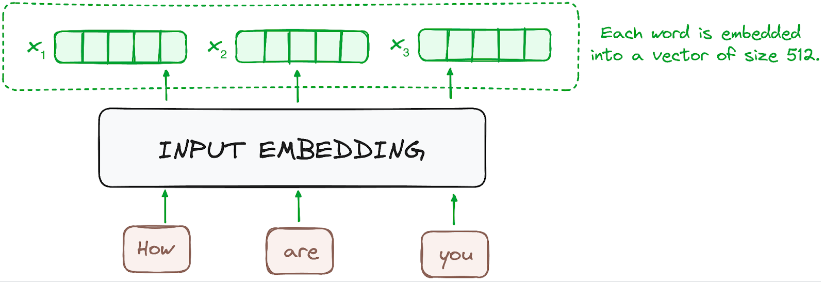 x1 x2 x3 Each word is embedded
into a vector of size 512.
INPUT EMBEDDING
How are you